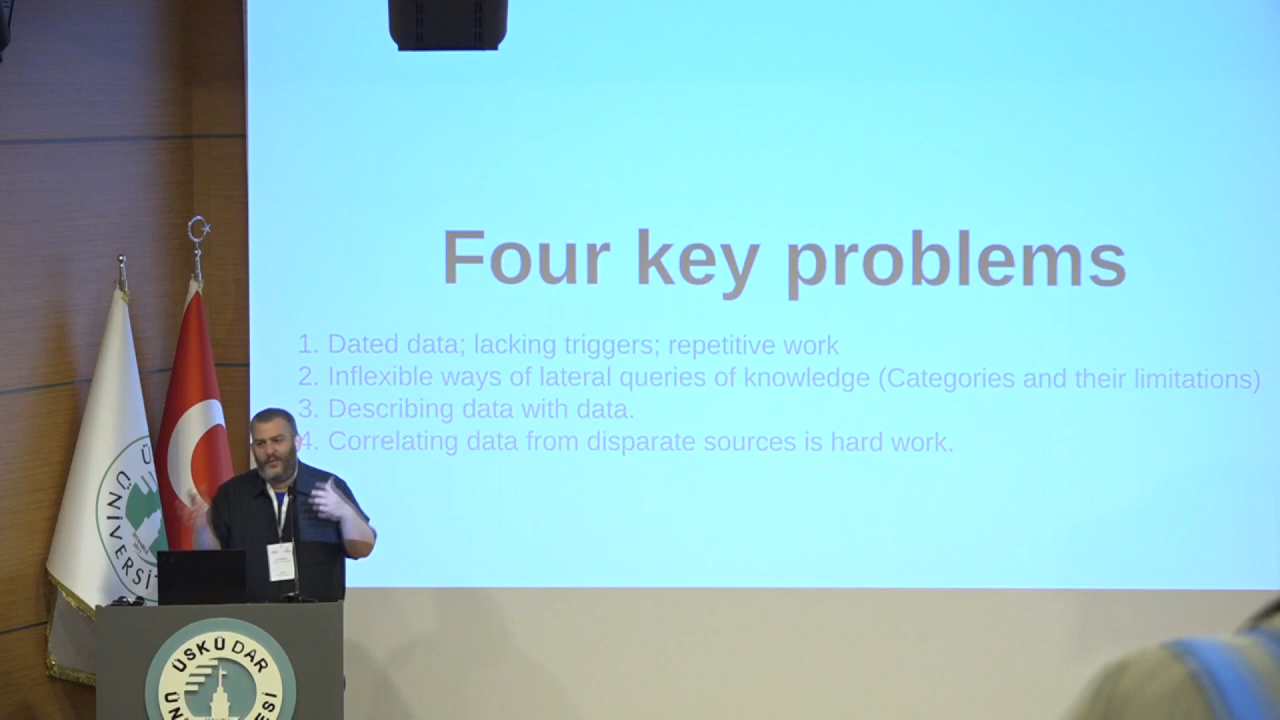 Four key problems
1. Dated data; lacking triggers; repetitive work
2. Inflexible ways of lateral queries of knowledge (Categories and their limitations)
3. Describing data with data.
4. Correlating data from disparate sources is hard work.
ÜNİVERSİT
ÜSKÜDAR